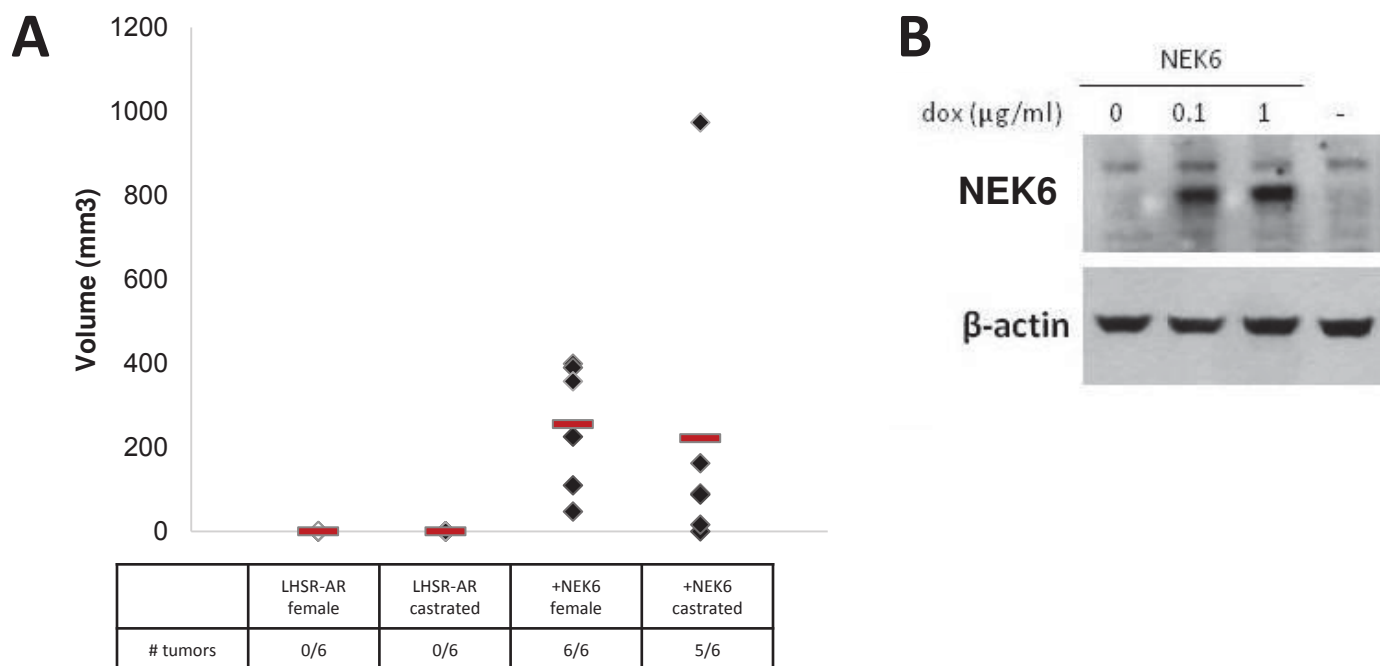 A
1200
1000
800
600
400
200
0
Volume (mm3)
LHSR-AR female
LHSR-AR castrated
+NEK6 female
+NEK6 castrated
# tumors 0/6 0/6 6/6 5/6
B
NEK6
dox (μg/ml) 0 0.1 1 -
NEK6
β-actin